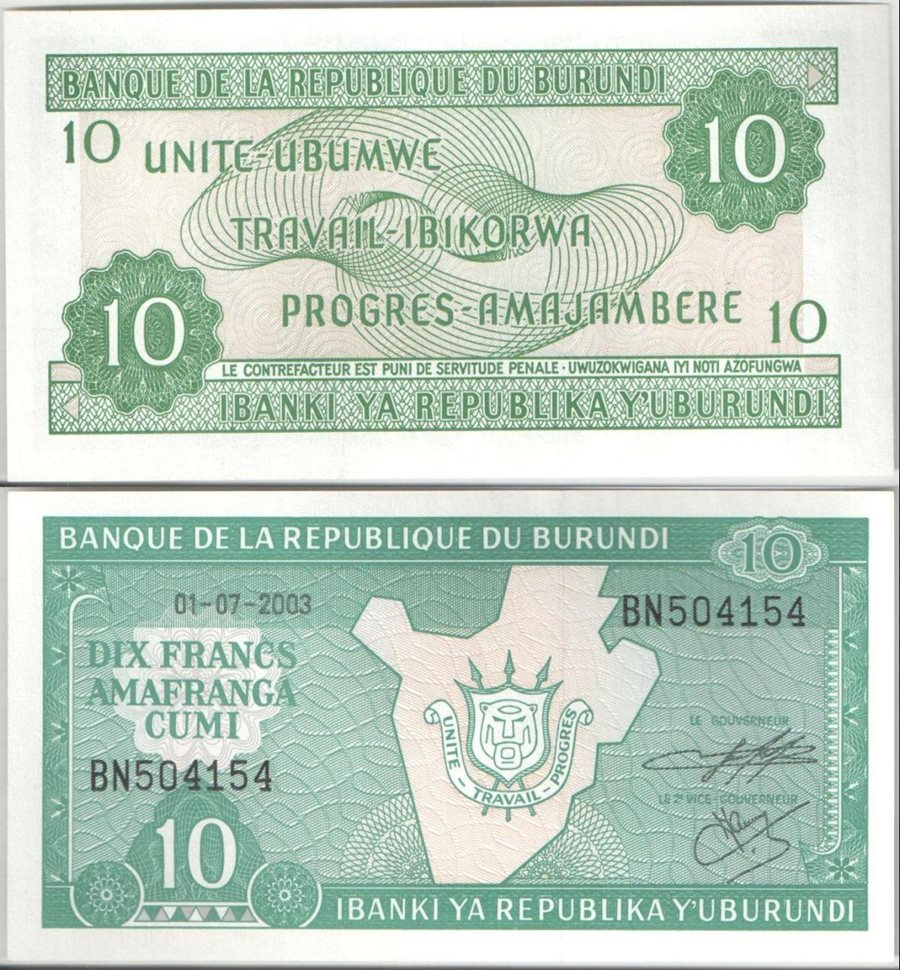 BANQUE DE LA REPUBLIQUE DU BURUNDI
10
10
UNITE-UBUMWE
TRAVAIL-IBIKORWA
PROGRES-AMAJAMBERE
10
10
LE CONTREFACTEUR EST PUNI DE SERVITUDE PENALE · UWUZOKWIGANA IYI NOTI AZOFUNGWA
IBANKI YA REPUBLIKA Y'UBURUNDI
BANQUE DE LA REPUBLIQUE DU BURUNDI
10
01-07-2003
BN504154
DIX FRANCS
AMAFRANGA
CUMI
UNITE - TRAVAIL - PROGRES
LE GOUVERNEUR
BN504154
LE 2e VICE-GOUVERNEUR
10
IBANKI YA REPUBLIKA Y'UBURUNDI